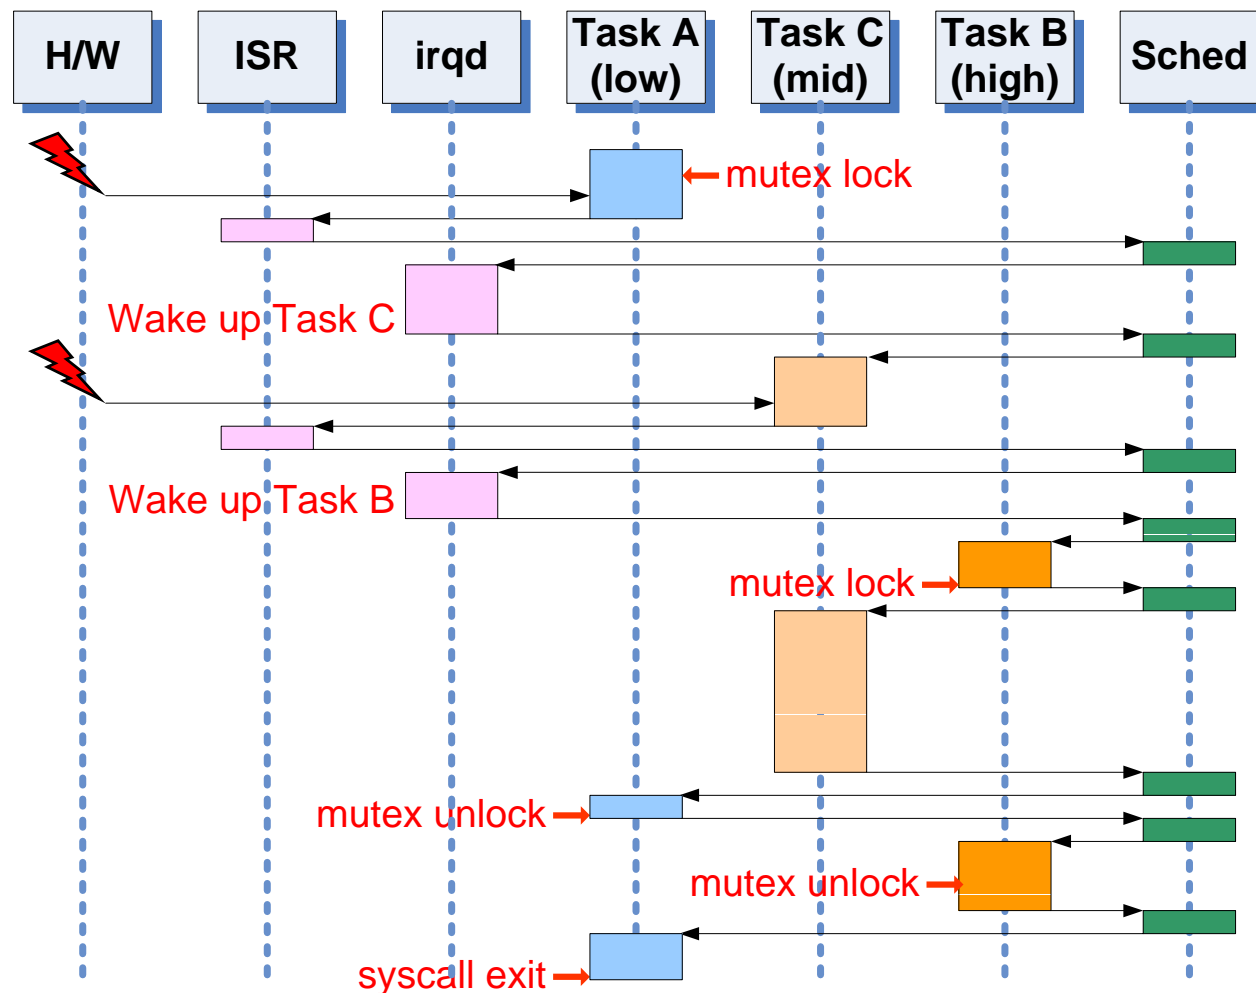 H/W
ISR
irqd
Task A
(low)
Task C
(mid)
Task B
(high)
Sched
mutex lock
Wake up Task C
Wake up Task B
mutex lock
mutex unlock
mutex unlock
syscall exit